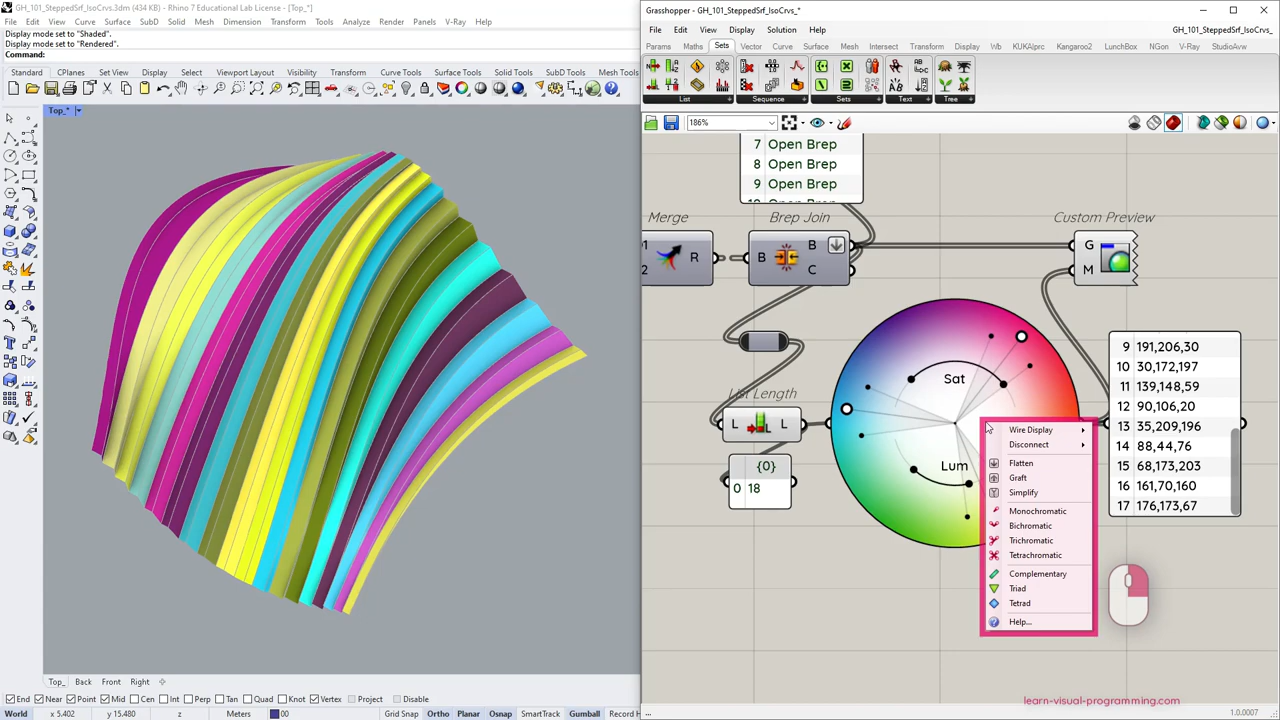 GH_101_SteppedSrf_IsoCrvs.3dm (434 KB) - Rhino 7 Educational Lab License - [Top_*]
File Edit View Curve Surface SubD Solid Mesh Dimension Transform Tools Analyze Render Panels V-Ray Help
Display mode set to "Shaded".
Display mode set to "Rendered".
Command:
Standard CPlanes Set View Display Select Viewport Layout Visibility Transform Curve Tools Surface Tools Solid Tools SubD Tools Mesh Tools
Top_*
Top_ Back Front Right
End Near Point Mid Cen Int Perp Tan Quad Knot Vertex Project Disable
World x 5.402 y 15.480 z Meters 00 Grid Snap Ortho Planar Osnap SmartTrack Gumball Record H
Grasshopper - GH_101_SteppedSrf_IsoCrvs_*
File Edit View Display Solution Help
GH_101_SteppedSrf_IsoCrvs_*
Params Maths Sets Vector Curve Surface Mesh Intersect Transform Display Wb KUKA|prc Kangaroo2 LunchBox NGon V-Ray StudioAvw
List Sequence Sets Text Tree
186%
7 Open Brep
8 Open Brep
9 Open Brep
Merge Brep Join Custom Preview
R B B C
G M
List Length
L L
{0}
0 18
Sat
Lum
Wire Display
Disconnect
Flatten
Graft
Simplify
Monochromatic
Bichromatic
Trichromatic
Tetrachromatic
Complementary
Triad
Tetrad
Help...
9 191,206,30
10 30,172,197
11 139,148,59
12 90,106,20
13 35,209,196
14 88,44,76
15 68,173,203
16 161,70,160
17 176,173,67
learn-visual-programming.com
1.0.0007